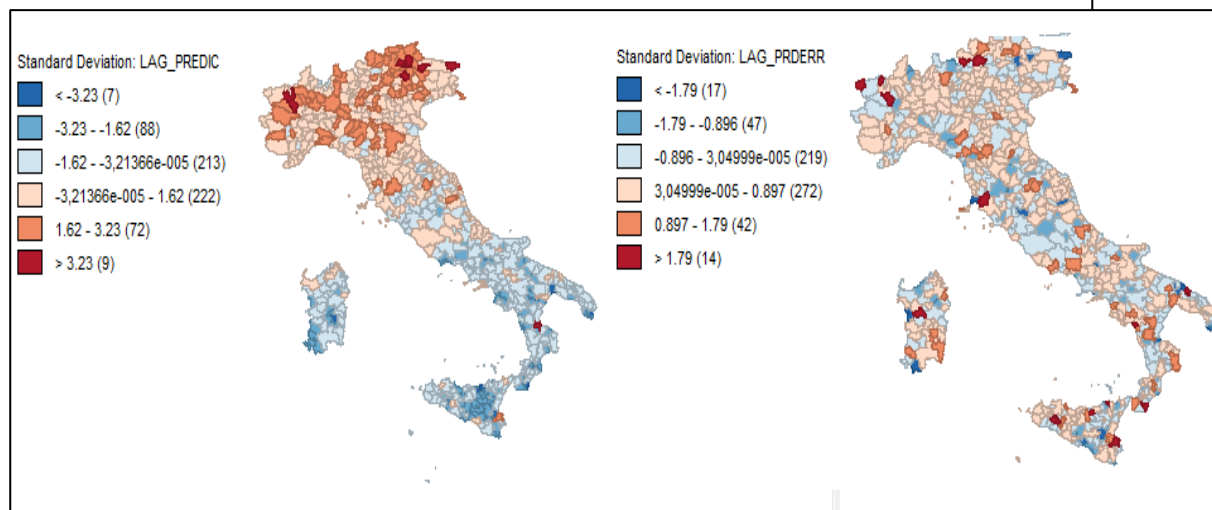 Standard Deviation: LAG_PREDIC
< -3.23 (7)
-3.23 - -1.62 (88)
-1.62 - -3,21366e-005 (213)
-3,21366e-005 - 1.62 (222)
1.62 - 3.23 (72)
> 3.23 (9)
Standard Deviation: LAG_PRDERR
< -1.79 (17)
-1.79 - -0.896 (47)
-0.896 - 3,04999e-005 (219)
3,04999e-005 - 0.897 (272)
0.897 - 1.79 (42)
> 1.79 (14)